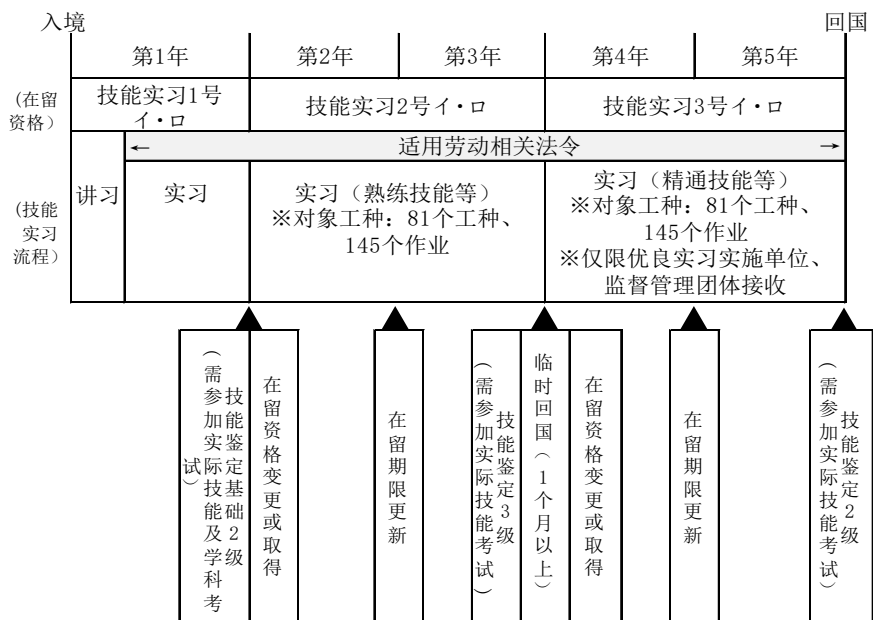 入境
回国
第1年
第2年
第3年
第4年
第5年
(在留
资格）
技能实习1号
イ・ロ
技能实习2号イ・ロ
技能实习3号イ・ロ
← 适用劳动相关法令 →
(技能
实习
流程）
讲习
实习
实习（熟练技能等）
※对象工种：81个工种、
145个作业
实习（精通技能等）
※对象工种：81个工种、
145个作业
※仅限优良实习实施单位、
监督管理团体接收
技能鉴定基础2级
（需参加实际技能及学科考
试）
在留资格变更或取得
在留期限更新
技能鉴定3级
（需参加实际技能考试）
临时回国（1个月以上）
在留资格变更或取得
在留期限更新
技能鉴定2级
（需参加实际技能考试）